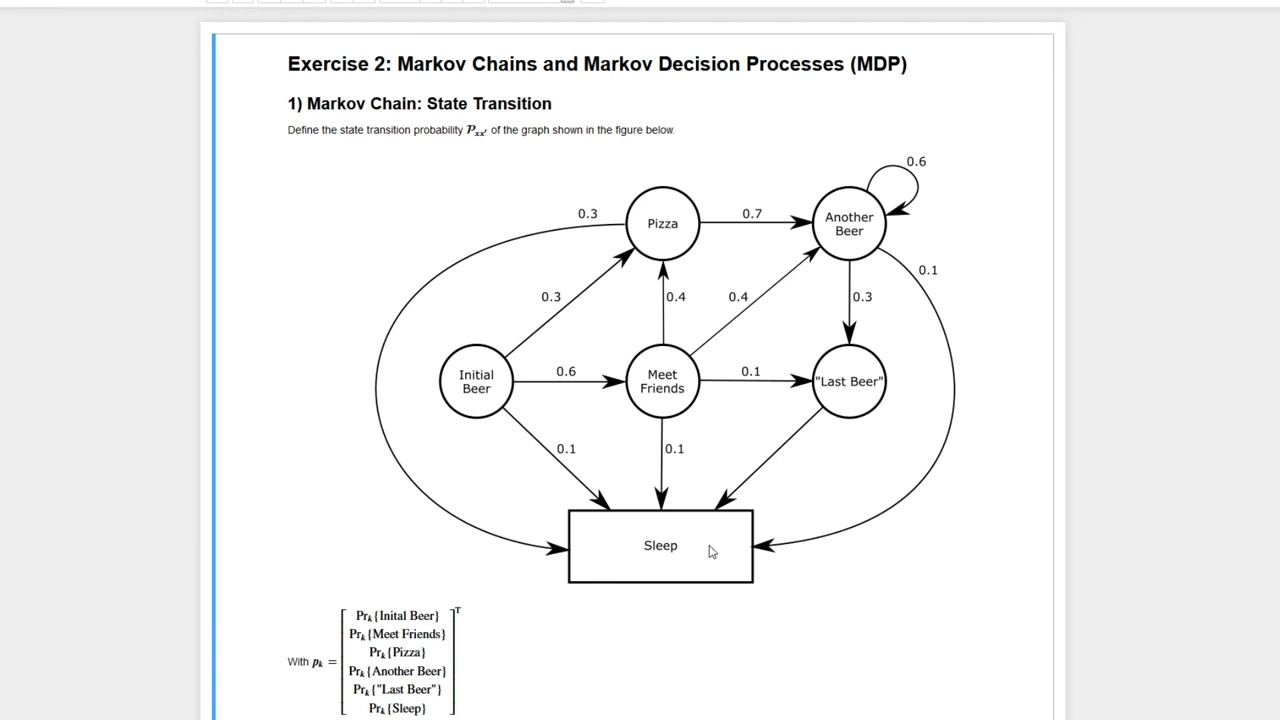 Exercise 2: Markov Chains and Markov Decision Processes (MDP)
1) Markov Chain: State Transition
Define the state transition probability 𝒫xx′ of the graph shown in the figure below.
0.6
0.3
Pizza
0.7
Another
Beer
0.1
0.3
0.4
0.4
0.3
Initial
Beer
0.6
Meet
Friends
0.1
"Last Beer"
0.1
0.1
Sleep
With pk =
Prk{Inital Beer}
Prk{Meet Friends}
Prk{Pizza}
Prk{Another Beer}
Prk{"Last Beer"}
Prk{Sleep}
T